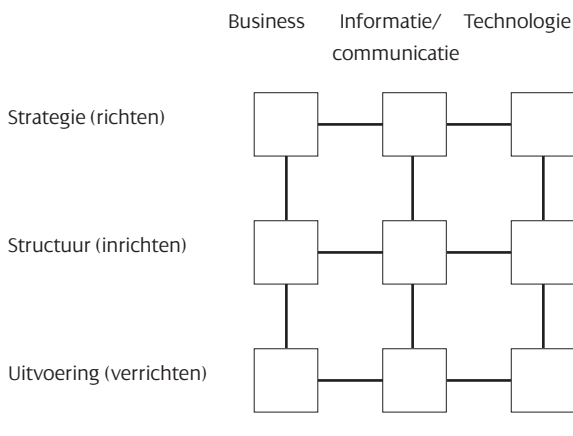 Business Informatie/ Technologie
communicatie
Strategie (richten)
Structuur (inrichten)
Uitvoering (verrichten)